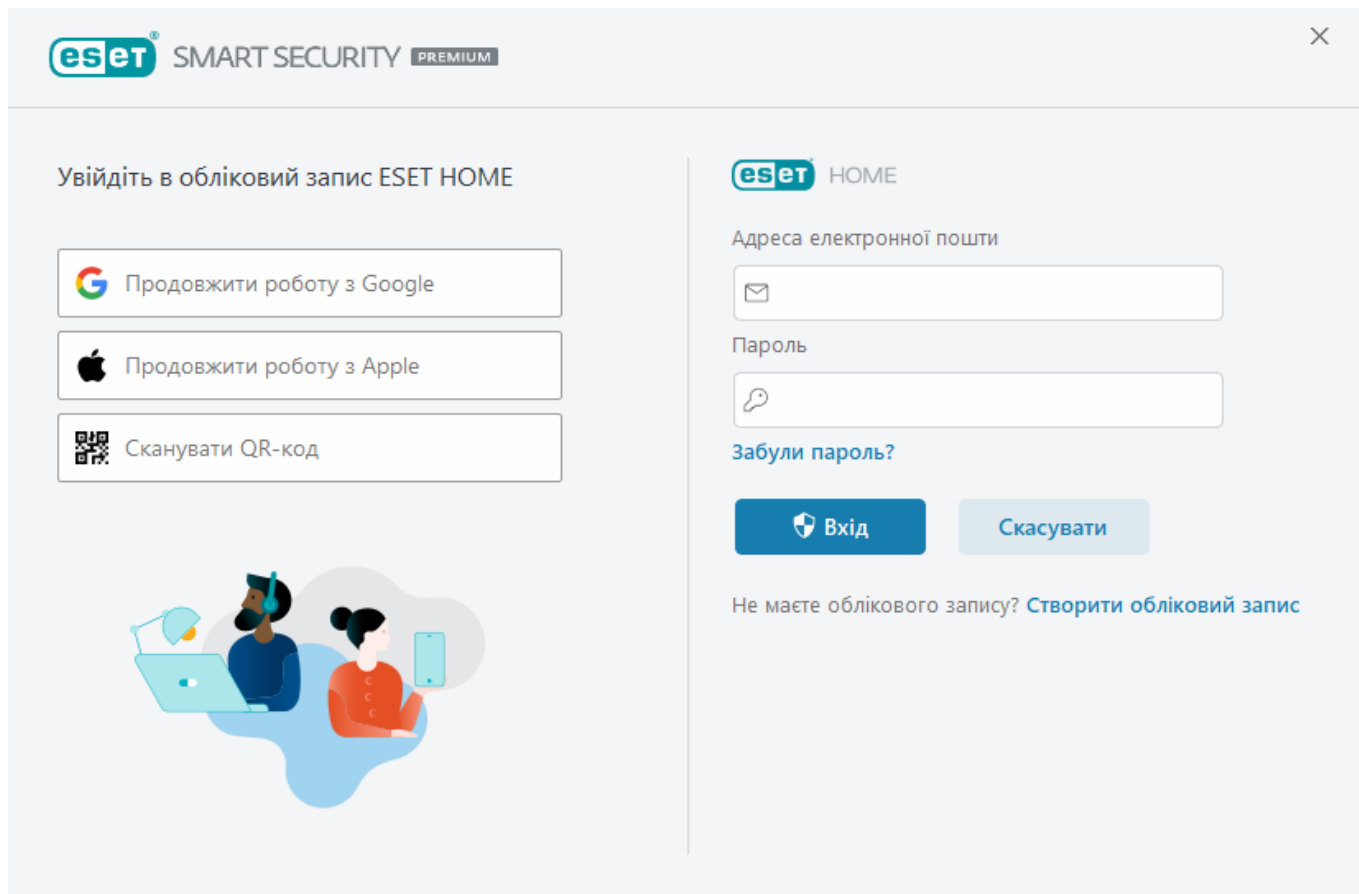 eset® SMART SECURITY PREMIUM
Увійдіть в обліковий запис ESET HOME
Продовжити роботу з Google
Продовжити роботу з Apple
Сканувати QR-код
eset HOME
Адреса електронної пошти
Пароль
Забули пароль?
Вхід
Скасувати
Не маєте облікового запису? Створити обліковий запис